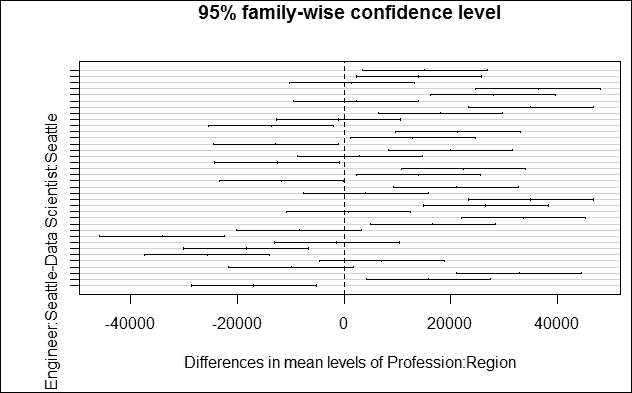 95% family-wise confidence level
Engineer:Seattle-Data Scientist:Seattle
-40000 -20000 0 20000 40000
Differences in mean levels of Profession:Region